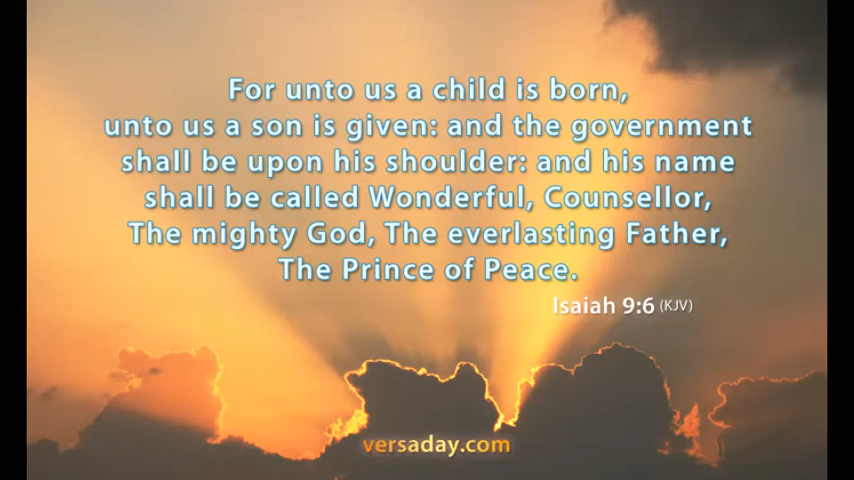 For unto us a child is born,
unto us a son is given: and the government
shall be upon his shoulder: and his name
shall be called Wonderful, Counsellor,
The mighty God, The everlasting Father,
The Prince of Peace.
Isaiah 9:6 (KJV)
versaday.com